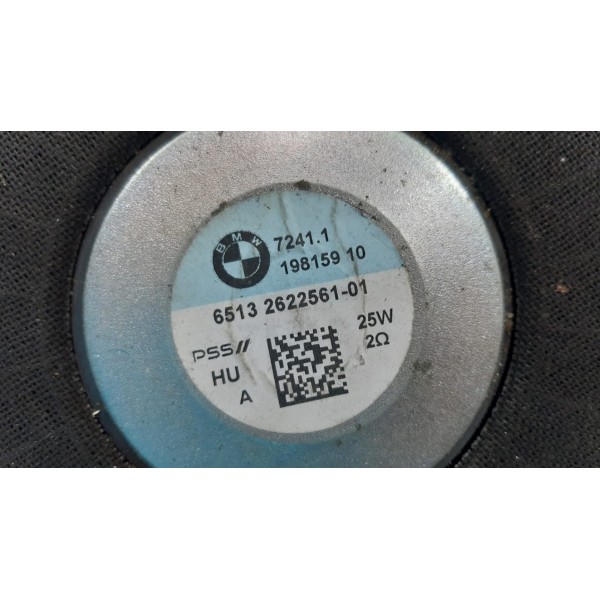 BMW
7241.1
198159 10
6513 2622561-01
25W
PSS//
2Ω
HU
A